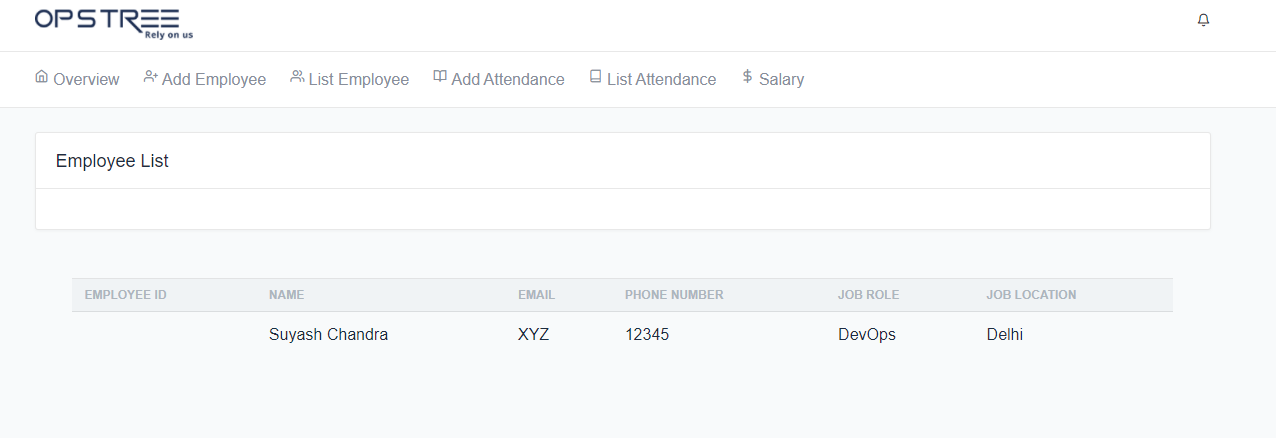 OPSTREE
Rely on us
Overview Add Employee List Employee Add Attendance List Attendance Salary
Employee List
EMPLOYEE ID NAME EMAIL PHONE NUMBER JOB ROLE JOB LOCATION
Suyash Chandra XYZ 12345 DevOps Delhi